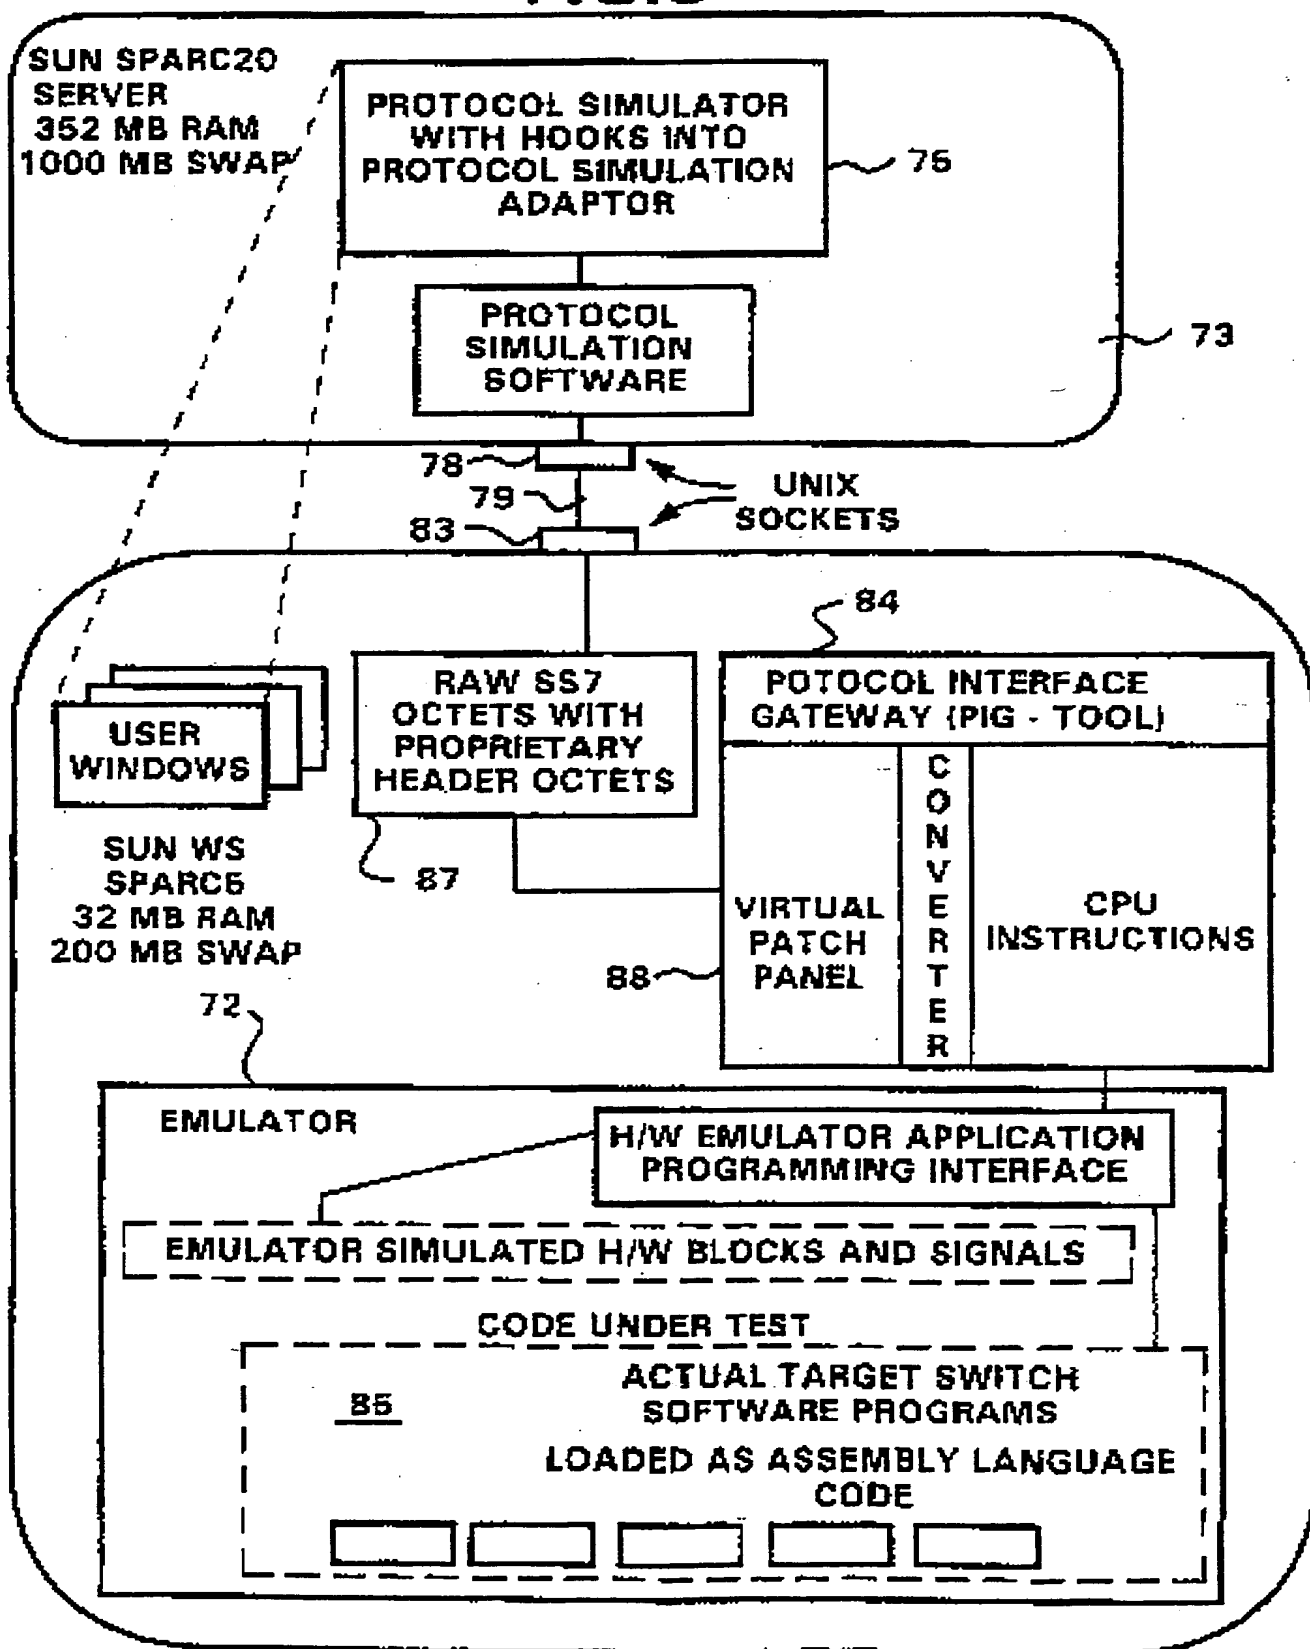 SUN SPARC20
SERVER
352 MB RAM
1000 MB SWAP
PROTOCOL SIMULATOR
WITH HOOKS INTO
PROTOCOL SIMULATION
ADAPTOR
75
PROTOCOL
SIMULATION
SOFTWARE
73
78
79
83
UNIX
SOCKETS
84
USER
WINDOWS
RAW SS7
OCTETS WITH
PROPRIETARY
HEADER OCTETS
POTOCOL INTERFACE
GATEWAY (PIG - TOOL)
SUN WS
SPARC5
32 MB RAM
200 MB SWAP
87
VIRTUAL
PATCH
PANEL
CONVERTER
CPU
INSTRUCTIONS
88
72
EMULATOR
H/W EMULATOR APPLICATION
PROGRAMMING INTERFACE
EMULATOR SIMULATED H/W BLOCKS AND SIGNALS
CODE UNDER TEST
86
ACTUAL TARGET SWITCH
SOFTWARE PROGRAMS
LOADED AS ASSEMBLY LANGUAGE
CODE